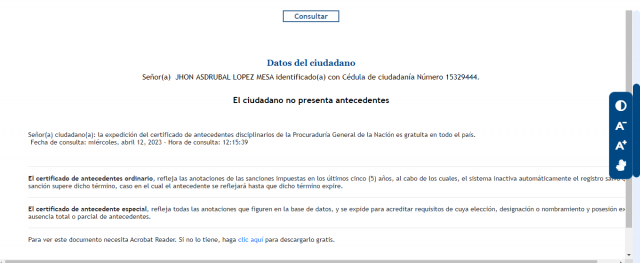 Consultar
Datos del ciudadano
Señor(a) JHON ASDRUBAL LOPEZ MESA identificado(a) con Cédula de ciudadanía Número 15329444.
El ciudadano no presenta antecedentes
Señor(a) ciudadano(a): la expedición del certificado de antecedentes disciplinarios de la Procuraduría General de la Nación es gratuita en todo el país.
Fecha de consulta: miércoles, abril 12, 2023 - Hora de consulta: 12:15:39
El certificado de antecedentes ordinario, refleja las anotaciones de las sanciones impuestas en los últimos cinco (5) años, al cabo de los cuales, el sistema inactiva automáticamente el registro salvo
sanción supere dicho término, caso en el cual el antecedente se reflejará hasta que dicho término expire.
El certificado de antecedente especial, refleja todas las anotaciones que figuren en la base de datos, y se expide para acreditar requisitos de cuya elección, designación o nombramiento y posesión
ausencia total o parcial de antecedentes.
Para ver este documento necesita Acrobat Reader. Si no lo tiene, haga clic aquí para descargarlo gratis.
A-
A+